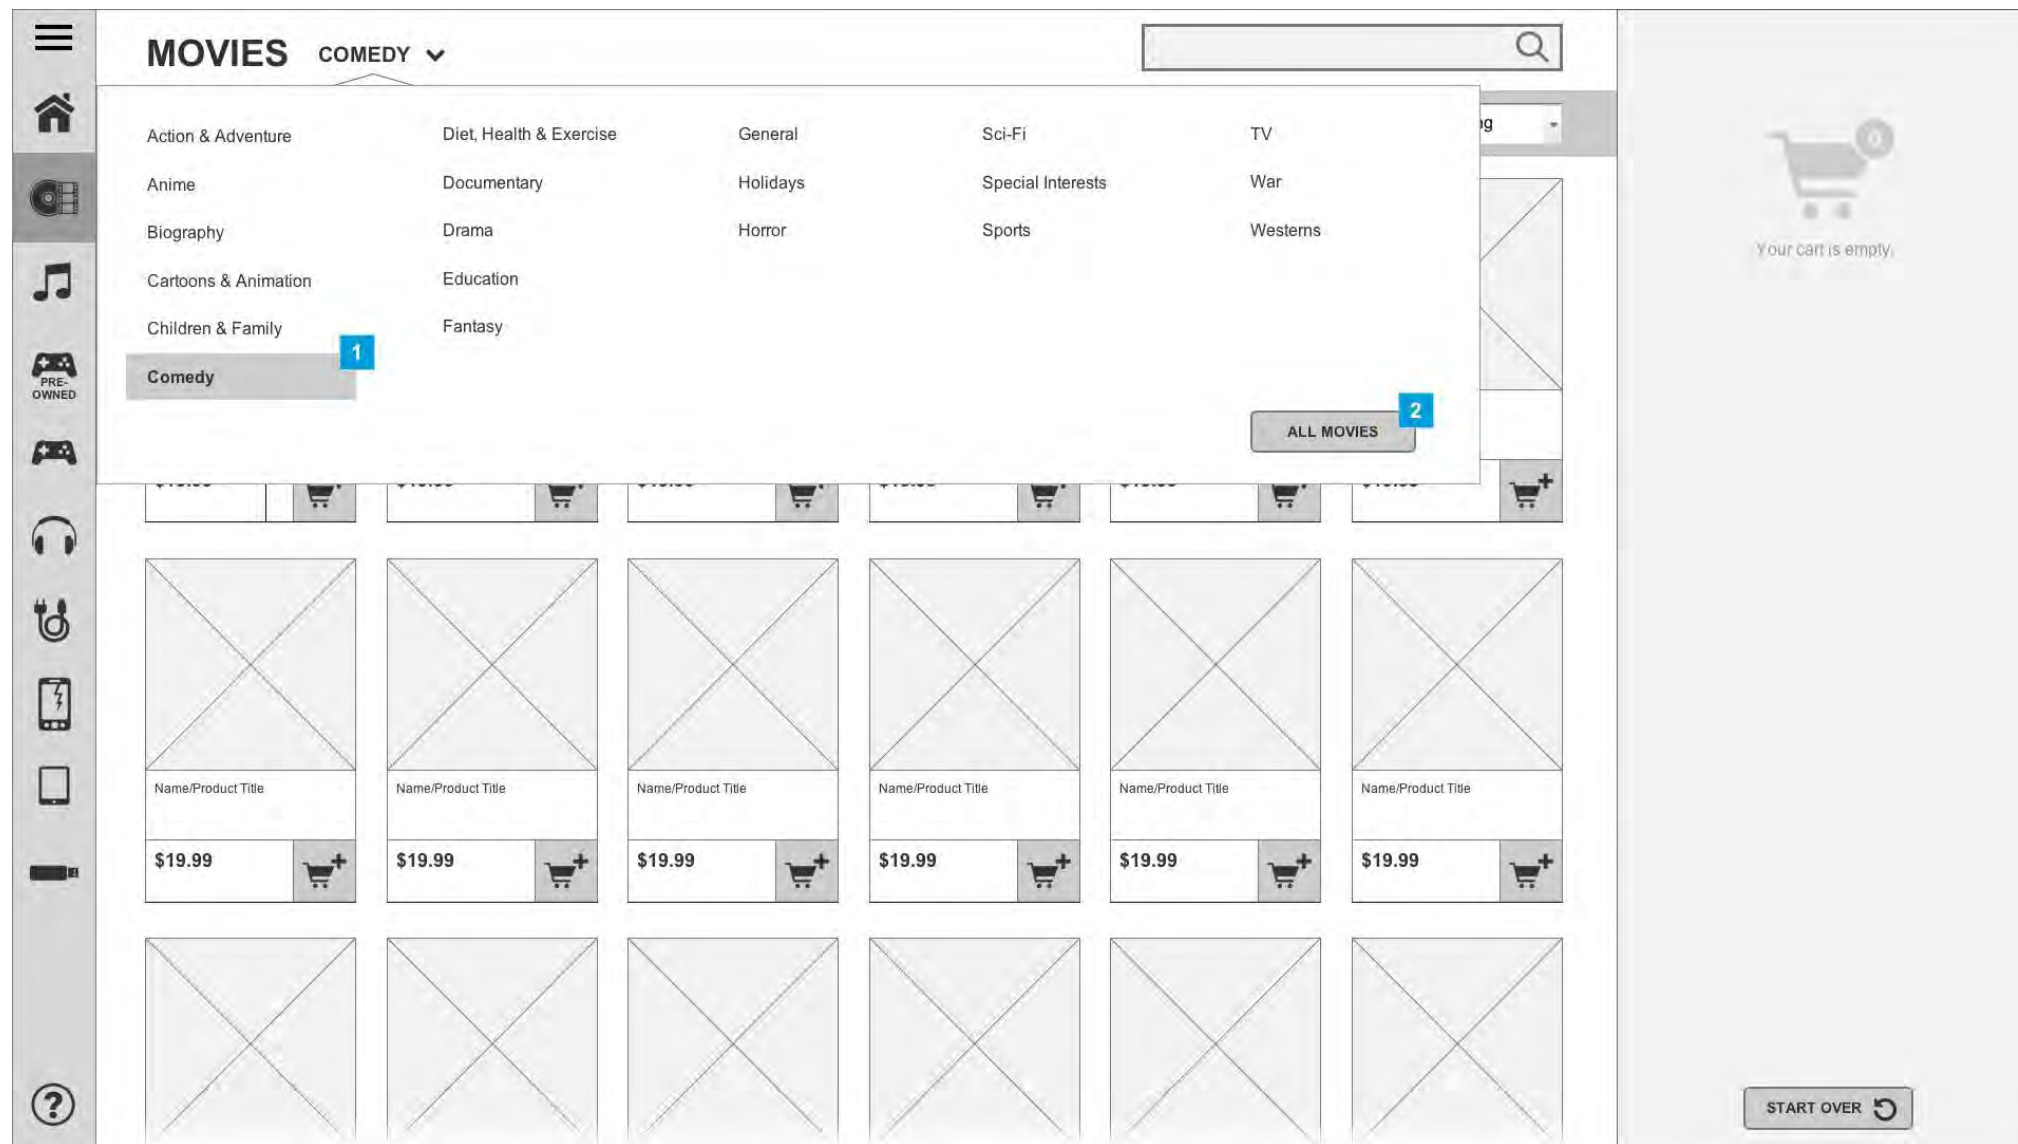 MOVIES COMEDY
Action & Adventure
Anime
Biography
Cartoons & Animation
Children & Family
1
Comedy
Diet, Health & Exercise
Documentary
Drama
Education
Fantasy
General
Holidays
Horror
Sci-Fi
Special Interests
Sports
TV
War
Westerns
2
ALL MOVIES
0
Your cart is empty.
PRE-
OWNED
Name/Product Title
$19.99
Name/Product Title
$19.99
Name/Product Title
$19.99
Name/Product Title
$19.99
Name/Product Title
$19.99
Name/Product Title
$19.99
?
START OVER